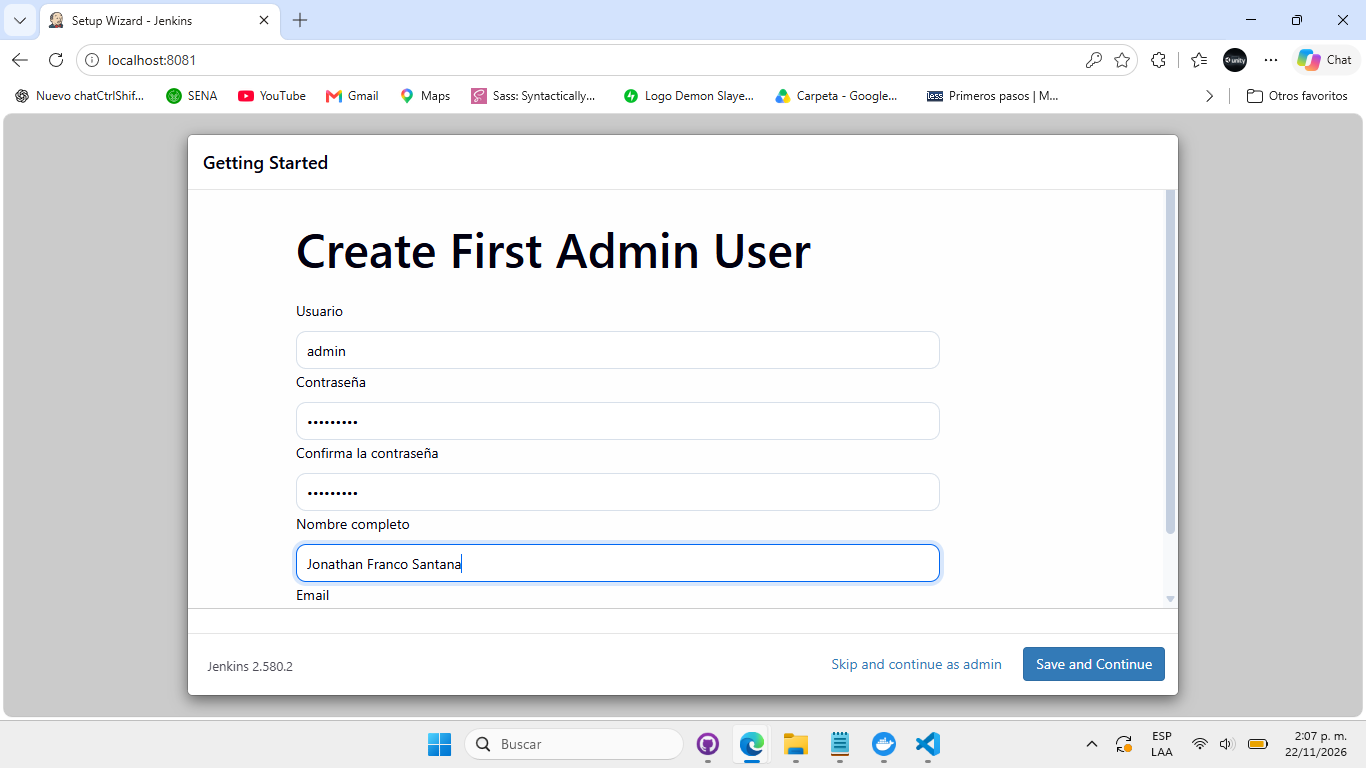 Setup Wizard - Jenkins
localhost:8081
unity
Chat
Nuevo chatCtrlShif...
SENA
YouTube
Gmail
Maps
Sass: Syntactically...
Logo Demon Slaye...
Carpeta - Google...
Primeros pasos | M...
Otros favoritos
Getting Started
Create First Admin User
Usuario
admin
Contraseña
•••••••••
Confirma la contraseña
•••••••••
Nombre completo
Jonathan Franco Santana
Email
Jenkins 2.580.2
Skip and continue as admin
Save and Continue
Buscar
ESP
LAA
2:07 p. m.
22/11/2026